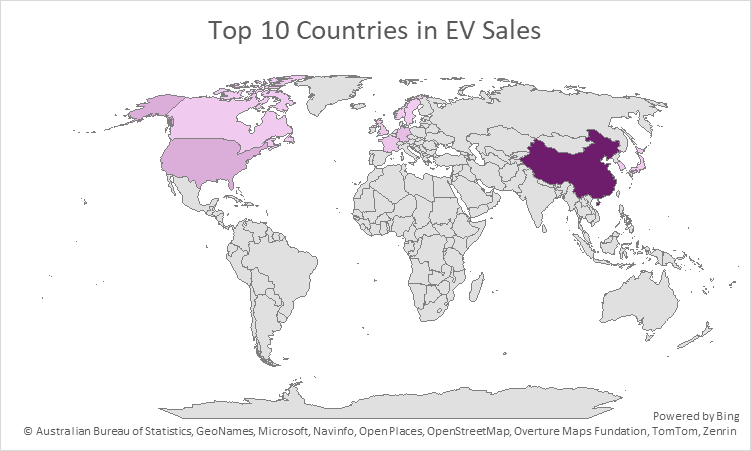 Top 10 Countries in EV Sales
Powered by Bing
© Australian Bureau of Statistics, GeoNames, Microsoft, Navinfo, Open Places, OpenStreetMap, Overture Maps Fundation, TomTom, Zenrin